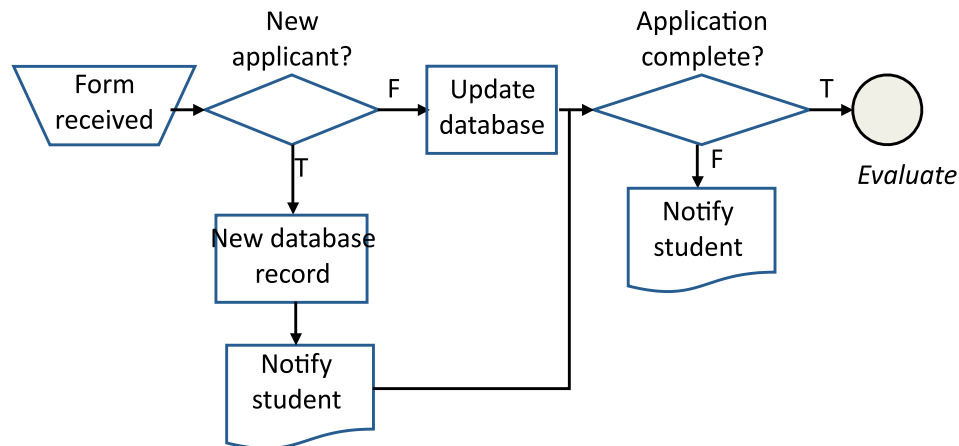 New
applicant?
Application
complete?
Form
received
F
Update
database
T
Evaluate
T
F
New database
record
Notify
student
Notify
student